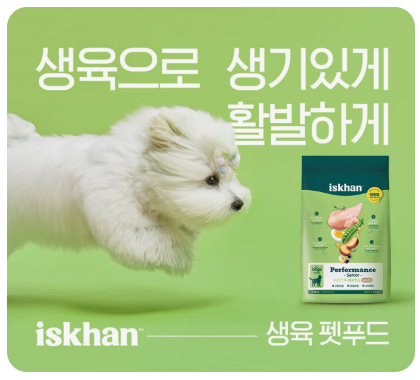 생육으로 생기있게
활발하게
iskhan
Performance
Senior
iskhan
생육 펫푸드